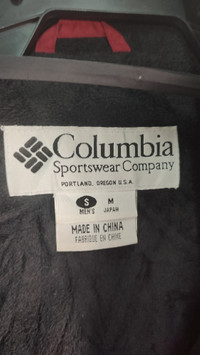 Columbia
Sportswear Company
PORTLAND, OREGON U.S.A.
S M
MEN'S JAPAN
MADE IN CHINA
FABRIQUE EN CHINE